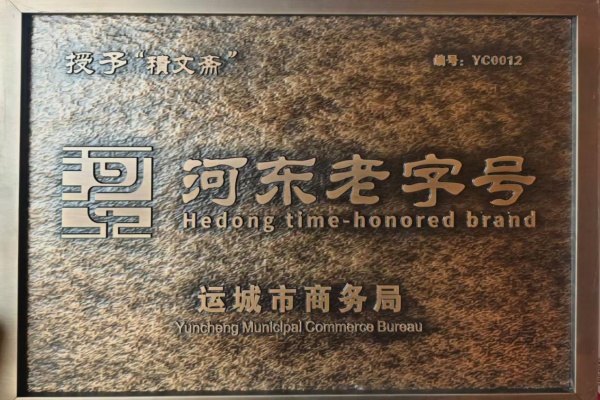 授予“積文斋”
编号：YC0012
河东老字号
Hedong time-honored brand
运城市商务局
Yuncheng Municipal Commerce Bureau